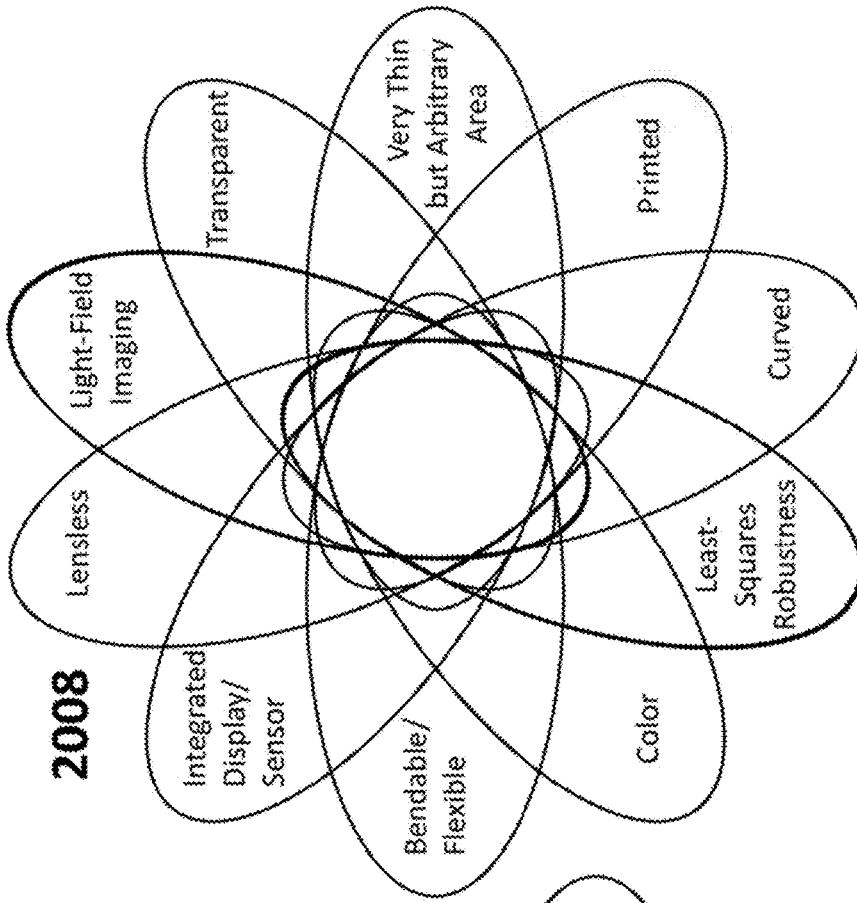 2008
Lensless
Light-Field
Imaging
Transparent
Very Thin
but Arbitrary
Area
Printed
Curved
Least-
Squares
Robustness
Color
Bendable/
Flexible
Integrated
Display/
Sensor